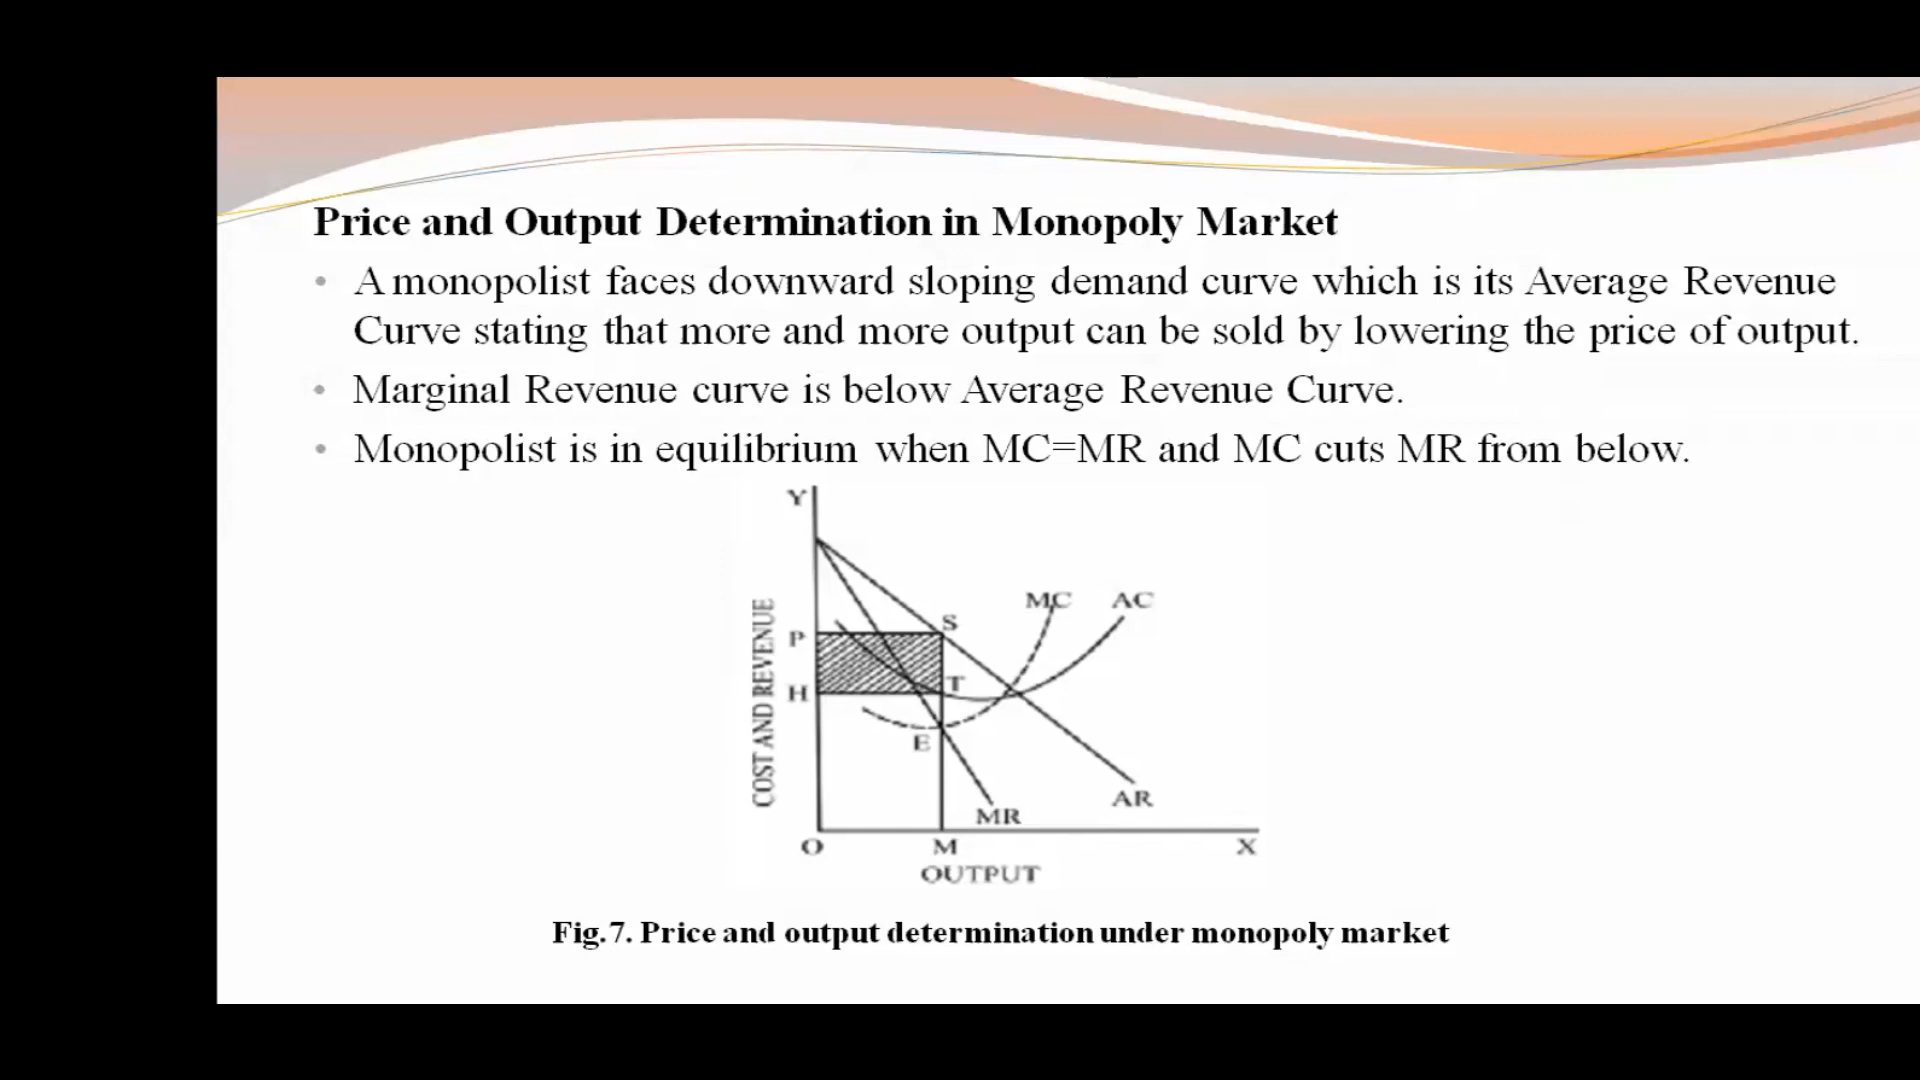 Price and Output Determination in Monopoly Market
• A monopolist faces downward sloping demand curve which is its Average Revenue
Curve stating that more and more output can be sold by lowering the price of output.
• Marginal Revenue curve is below Average Revenue Curve.
• Monopolist is in equilibrium when MC=MR and MC cuts MR from below.
Y
MC AC
S
P
T
H
E
COST AND REVENUE
AR
MR
O M X
OUTPUT
Fig.7. Price and output determination under monopoly market